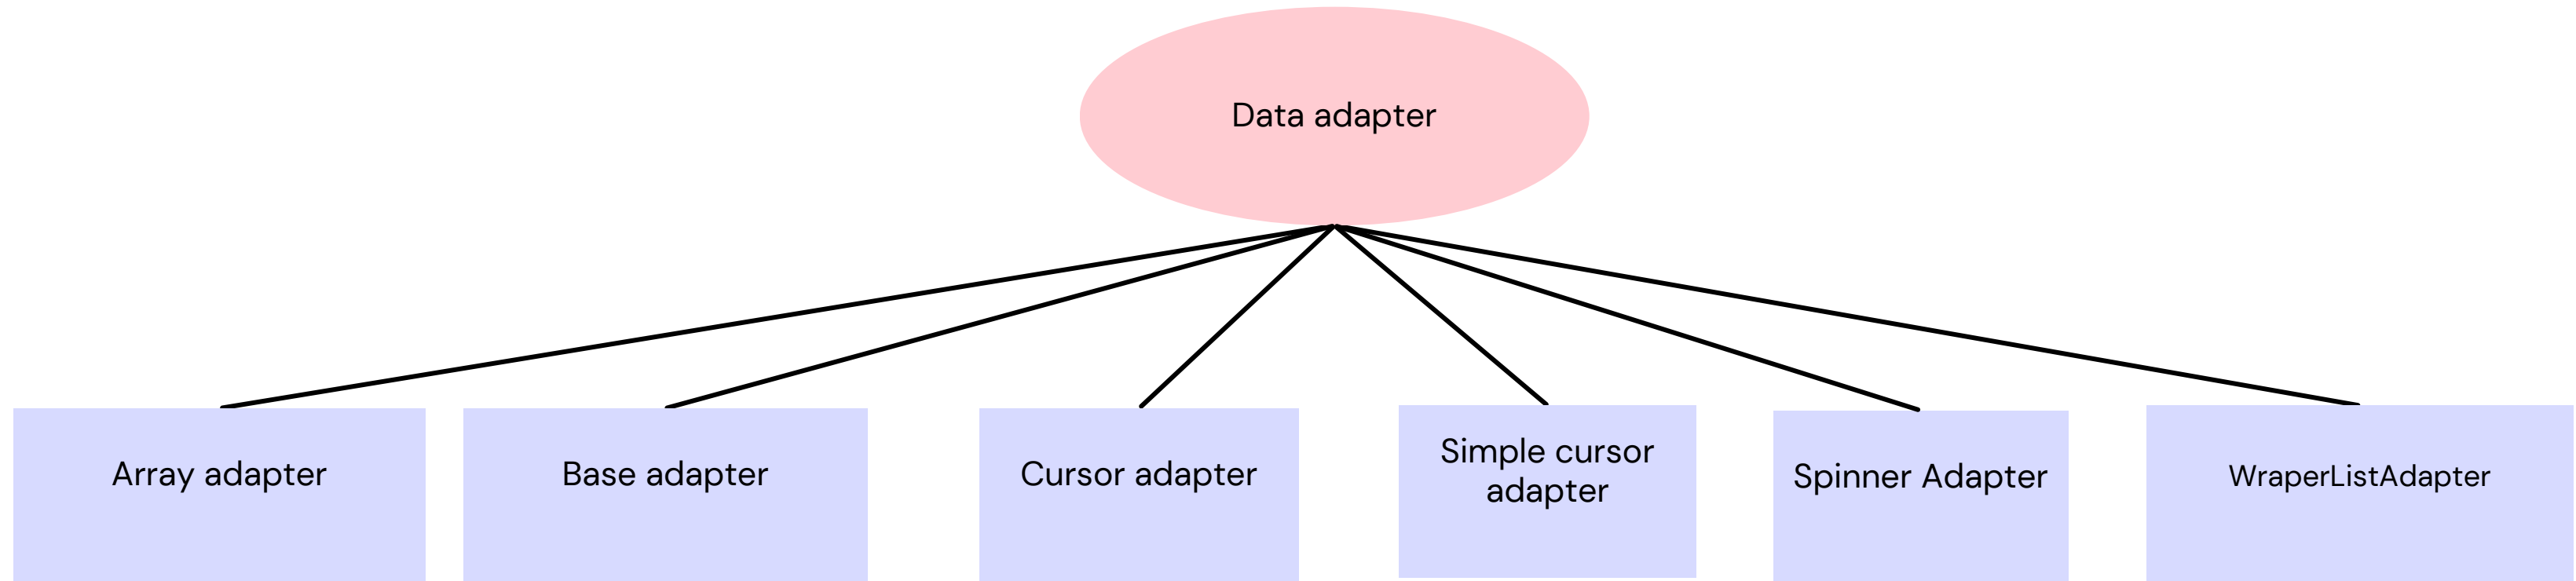 Data adapter
Array adapter
Base adapter
Cursor adapter
Simple cursor
adapter
Spinner Adapter
WraperListAdapter